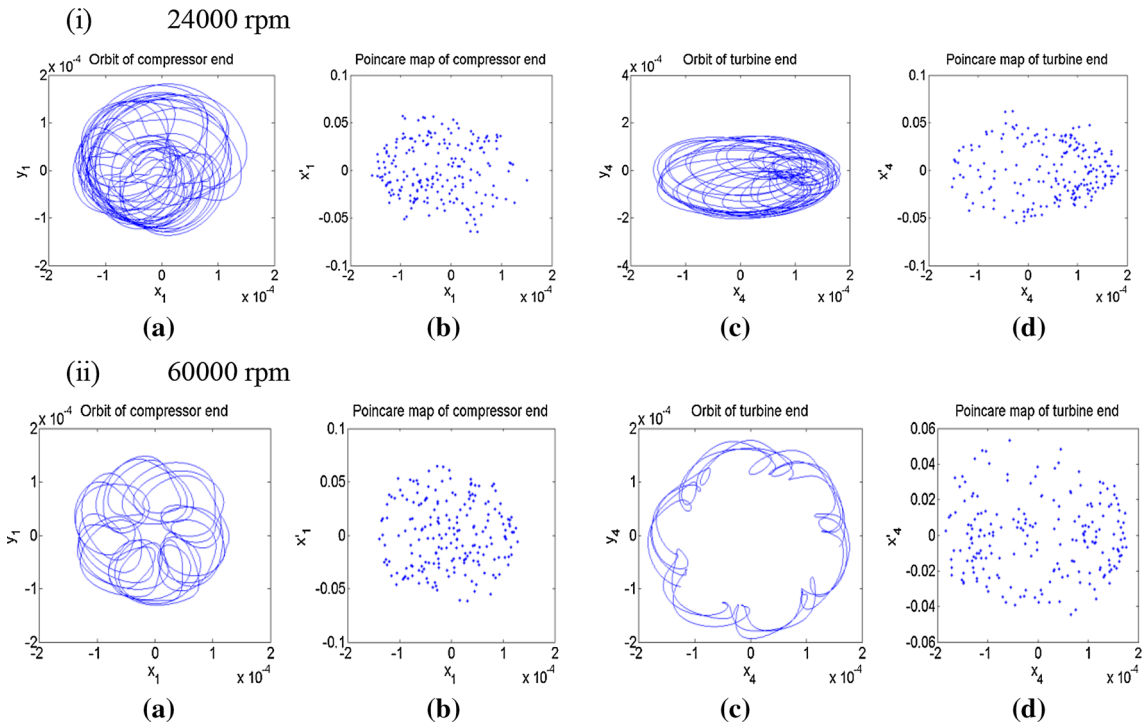 (i) 24000 rpm
Orbit of compressor end
x 10⁻⁴
2
1
0
-1
-2
y₁
-2 -1 0 1 2
x₁
x 10⁻⁴
(a)
Poincare map of compressor end
0.1
0.05
0
-0.05
-0.1
x'₁
-2 -1 0 1 2
x₁
x 10⁻⁴
(b)
Orbit of turbine end
x 10⁻⁴
4
2
0
-2
-4
y₄
-2 -1 0 1 2
x₄
x 10⁻⁴
(c)
Poincare map of turbine end
0.1
0.05
0
-0.05
-0.1
x'₄
-2 -1 0 1 2
x₄
x 10⁻⁴
(d)
(ii) 60000 rpm
Orbit of compressor end
x 10⁻⁴
2
1
0
-1
-2
y₁
-2 -1 0 1 2
x₁
x 10⁻⁴
(a)
Poincare map of compressor end
0.1
0.05
0
-0.05
-0.1
x'₁
-2 -1 0 1 2
x₁
x 10⁻⁴
(b)
Orbit of turbine end
x 10⁻⁴
2
1
0
-1
-2
y₄
-2 -1 0 1 2
x₄
x 10⁻⁴
(c)
Poincare map of turbine end
0.06
0.04
0.02
0
-0.02
-0.04
-0.06
x'₄
-2 -1 0 1 2
x₄
x 10⁻⁴
(d)